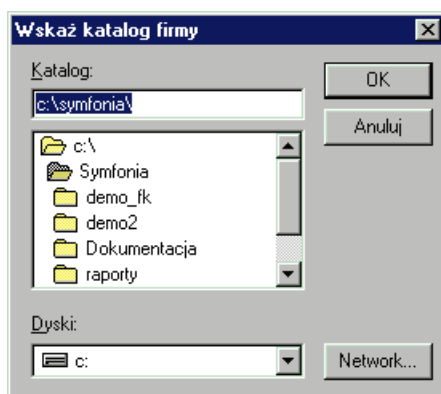 Wskaż katalog firmy
Katalog:
OK
c:\symfonia\
Anuluj
c:\
Symfonia
demo_fk
demo2
Dokumentacja
raporty
Dyski:
c:
Network...